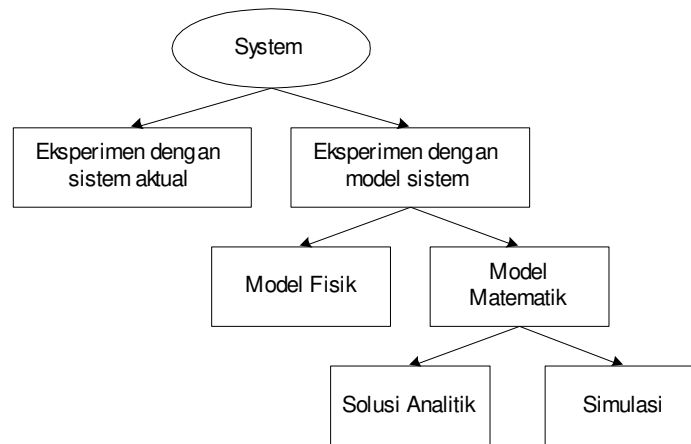 System
Eksperimen dengan
sistem aktual
Eksperimen dengan
model sistem
Model Fisik
Model
Matematik
Solusi Analitik
Simulasi